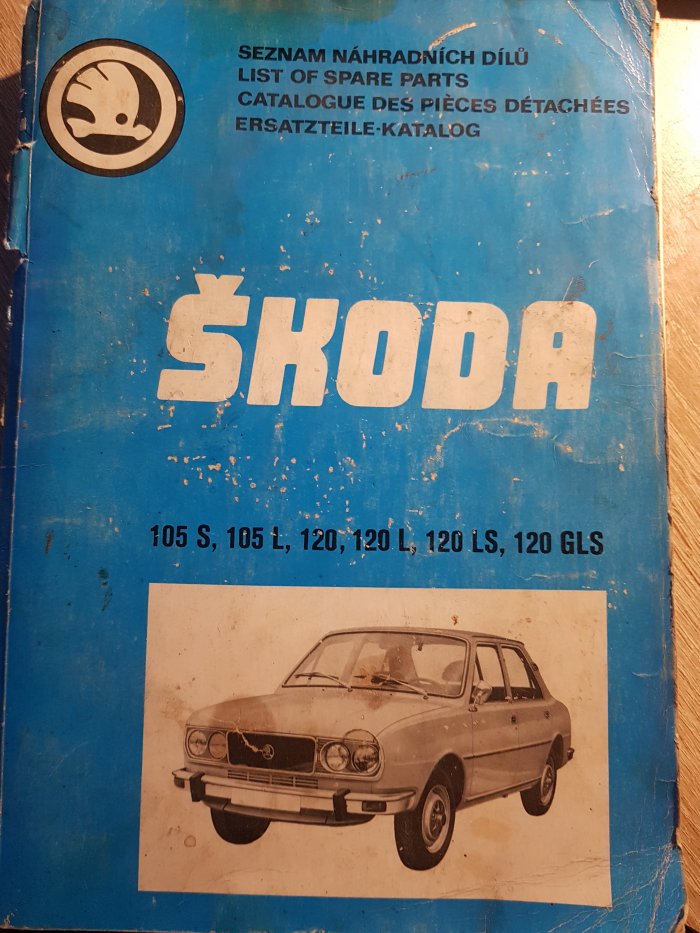 SEZNAM NÁHRADNÍCH DÍLŮ
LIST OF SPARE PARTS
CATALOGUE DES PIÈCES DÉTACHÉES
ERSATZTEILE-KATALOG
ŠKODA
105 S, 105 L, 120, 120 L, 120 LS, 120 GLS